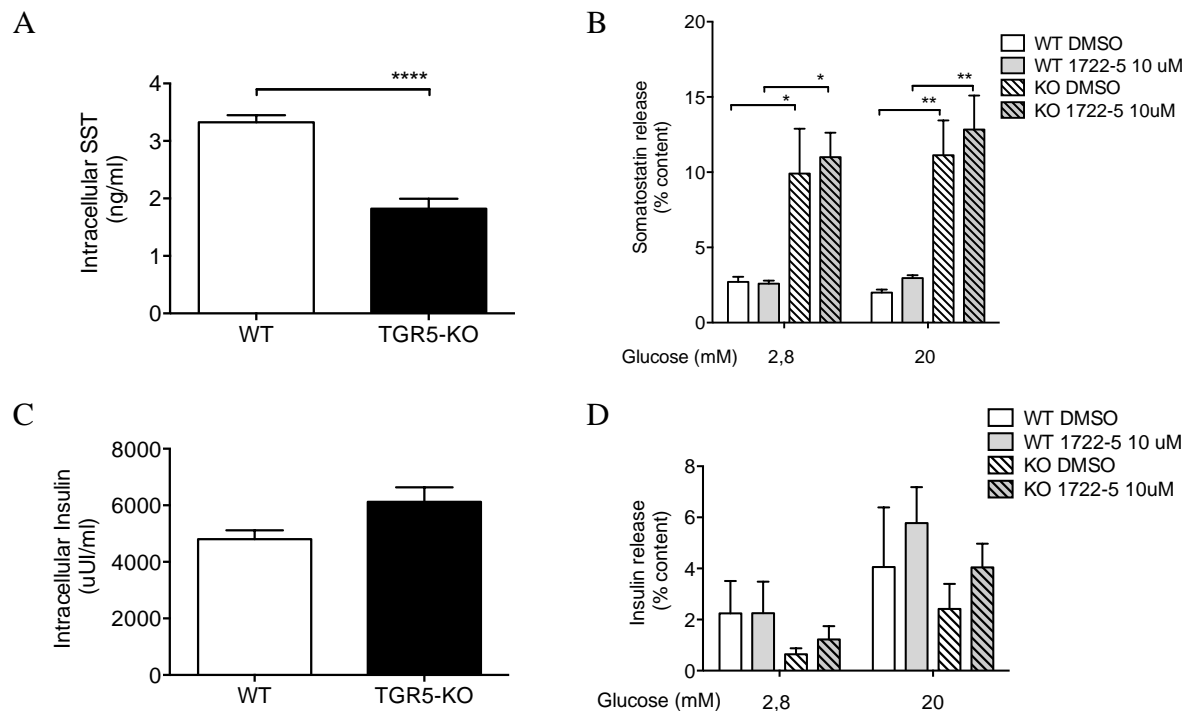 A
Intracellular SST
(ng/ml)
4
3
2
1
0
****
WT
TGR5-KO
B
Somatostatin release
(% content)
20
15
10
5
0
*
*
**
**
Glucose (mM)
2,8
20
WT DMSO
WT 1722-5 10 uM
KO DMSO
KO 1722-5 10uM
C
Intracellular Insulin
(uUI/ml)
8000
6000
4000
2000
0
WT
TGR5-KO
D
Insulin release
(% content)
8
6
4
2
0
Glucose (mM)
2,8
20
WT DMSO
WT 1722-5 10 uM
KO DMSO
KO 1722-5 10uM